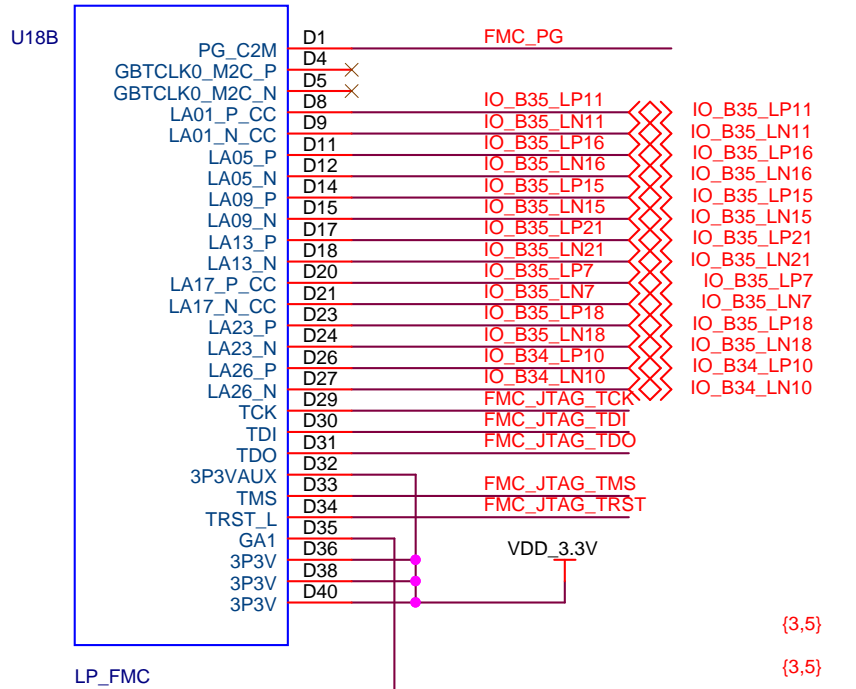 U18B
PG_C2M D1 FMC_PG
GBTCLK0_M2C_P D4
GBTCLK0_M2C_N D5
LA01_P_CC D8 IO_B35_LP11 IO_B35_LP11
LA01_N_CC D9 IO_B35_LN11 IO_B35_LN11
LA05_P D11 IO_B35_LP16 IO_B35_LP16
LA05_N D12 IO_B35_LN16 IO_B35_LN16
LA09_P D14 IO_B35_LP15 IO_B35_LP15
LA09_N D15 IO_B35_LN15 IO_B35_LN15
LA13_P D17 IO_B35_LP21 IO_B35_LP21
LA13_N D18 IO_B35_LN21 IO_B35_LN21
LA17_P_CC D20 IO_B35_LP7 IO_B35_LP7
LA17_N_CC D21 IO_B35_LN7 IO_B35_LN7
LA23_P D23 IO_B35_LP18 IO_B35_LP18
LA23_N D24 IO_B35_LN18 IO_B35_LN18
LA26_P D26 IO_B34_LP10 IO_B34_LP10
LA26_N D27 IO_B34_LN10 IO_B34_LN10
TCK D29 FMC_JTAG_TCK
TDI D30 FMC_JTAG_TDI
TDO D31 FMC_JTAG_TDO
3P3VAUX D32
TMS D33 FMC_JTAG_TMS
TRST_L D34 FMC_JTAG_TRST
GA1 D35
3P3V D36 VDD_3.3V
3P3V D38
3P3V D40
{3,5}
{3,5}
LP_FMC